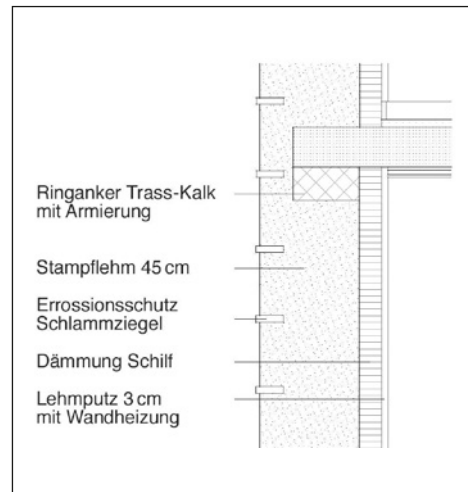 Ringanker Trass-Kalk
mit Armierung
Stampflehm 45 cm
Errossionsschutz
Schlammziegel
Dämmung Schilf
Lehmputz 3 cm
mit Wandheizung